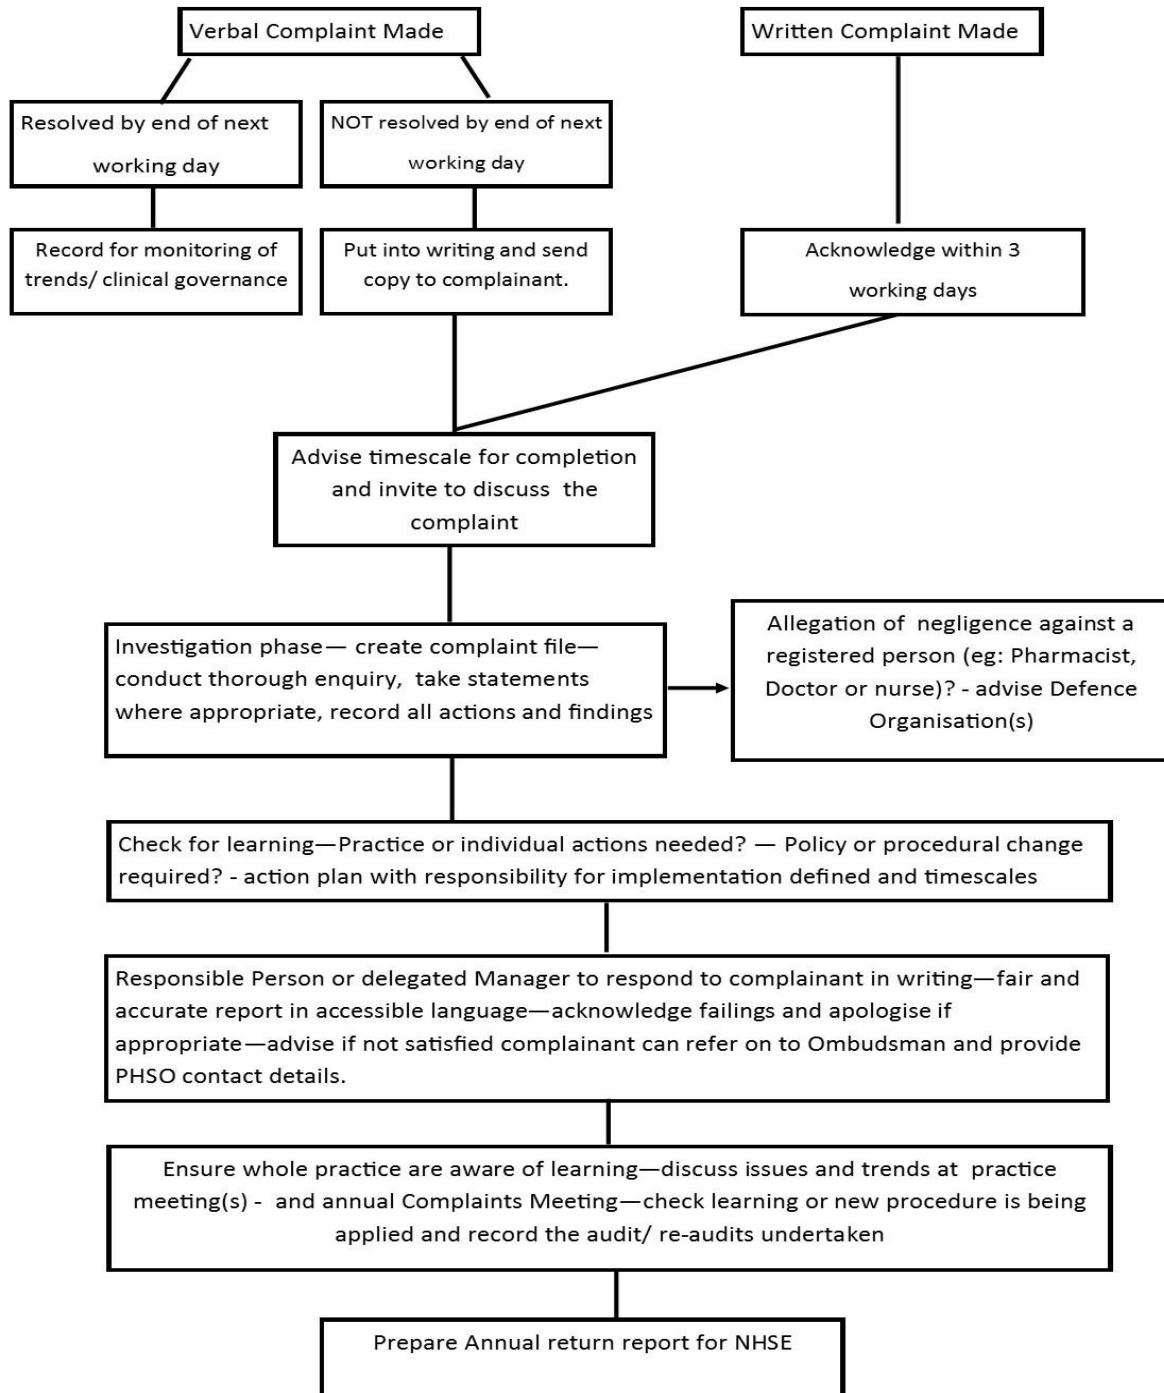 Verbal Complaint Made
Written Complaint Made
Resolved by end of next
working day
NOT resolved by end of next
working day
Record for monitoring of
trends/ clinical governance
Put into writing and send
copy to complainant.
Acknowledge within 3
working days
Advise timescale for completion
and invite to discuss the
complaint
Investigation phase— create complaint file—
conduct thorough enquiry, take statements
where appropriate, record all actions and findings
Allegation of negligence against a
registered person (eg: Pharmacist,
Doctor or nurse)? - advise Defence
Organisation(s)
Check for learning—Practice or individual actions needed? — Policy or procedural change
required? - action plan with responsibility for implementation defined and timescales
Responsible Person or delegated Manager to respond to complainant in writing—fair and
accurate report in accessible language—acknowledge failings and apologise if
appropriate—advise if not satisfied complainant can refer on to Ombudsman and provide
PHSO contact details.
Ensure whole practice are aware of learning—discuss issues and trends at practice
meeting(s) - and annual Complaints Meeting—check learning or new procedure is being
applied and record the audit/ re-audits undertaken
Prepare Annual return report for NHSE